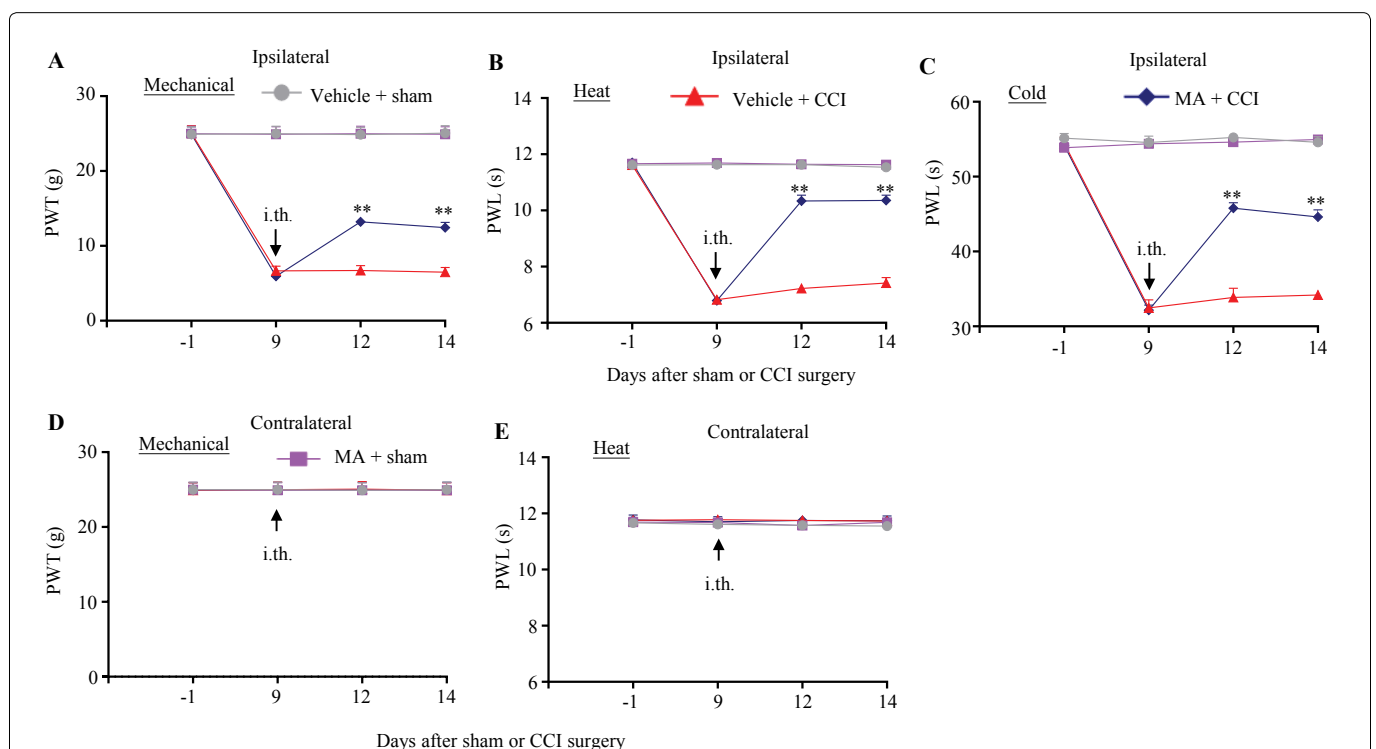 A
Ipsilateral
Mechanical
Vehicle + sham
30
20
10
0
PWT (g)
i.th.
**
**
-1
9
12
14
B
Ipsilateral
Heat
Vehicle + CCI
14
12
10
8
6
PWL (s)
i.th.
**
**
-1
9
12
14
Days after sham or CCI surgery
C
Ipsilateral
Cold
MA + CCI
60
50
40
30
PWL (s)
i.th.
**
**
-1
9
12
14
D
Contralateral
Mechanical
MA + sham
30
20
10
0
PWT (g)
i.th.
-1
9
12
14
Days after sham or CCI surgery
E
Contralateral
Heat
14
12
10
8
6
PWL (s)
i.th.
-1
9
12
14